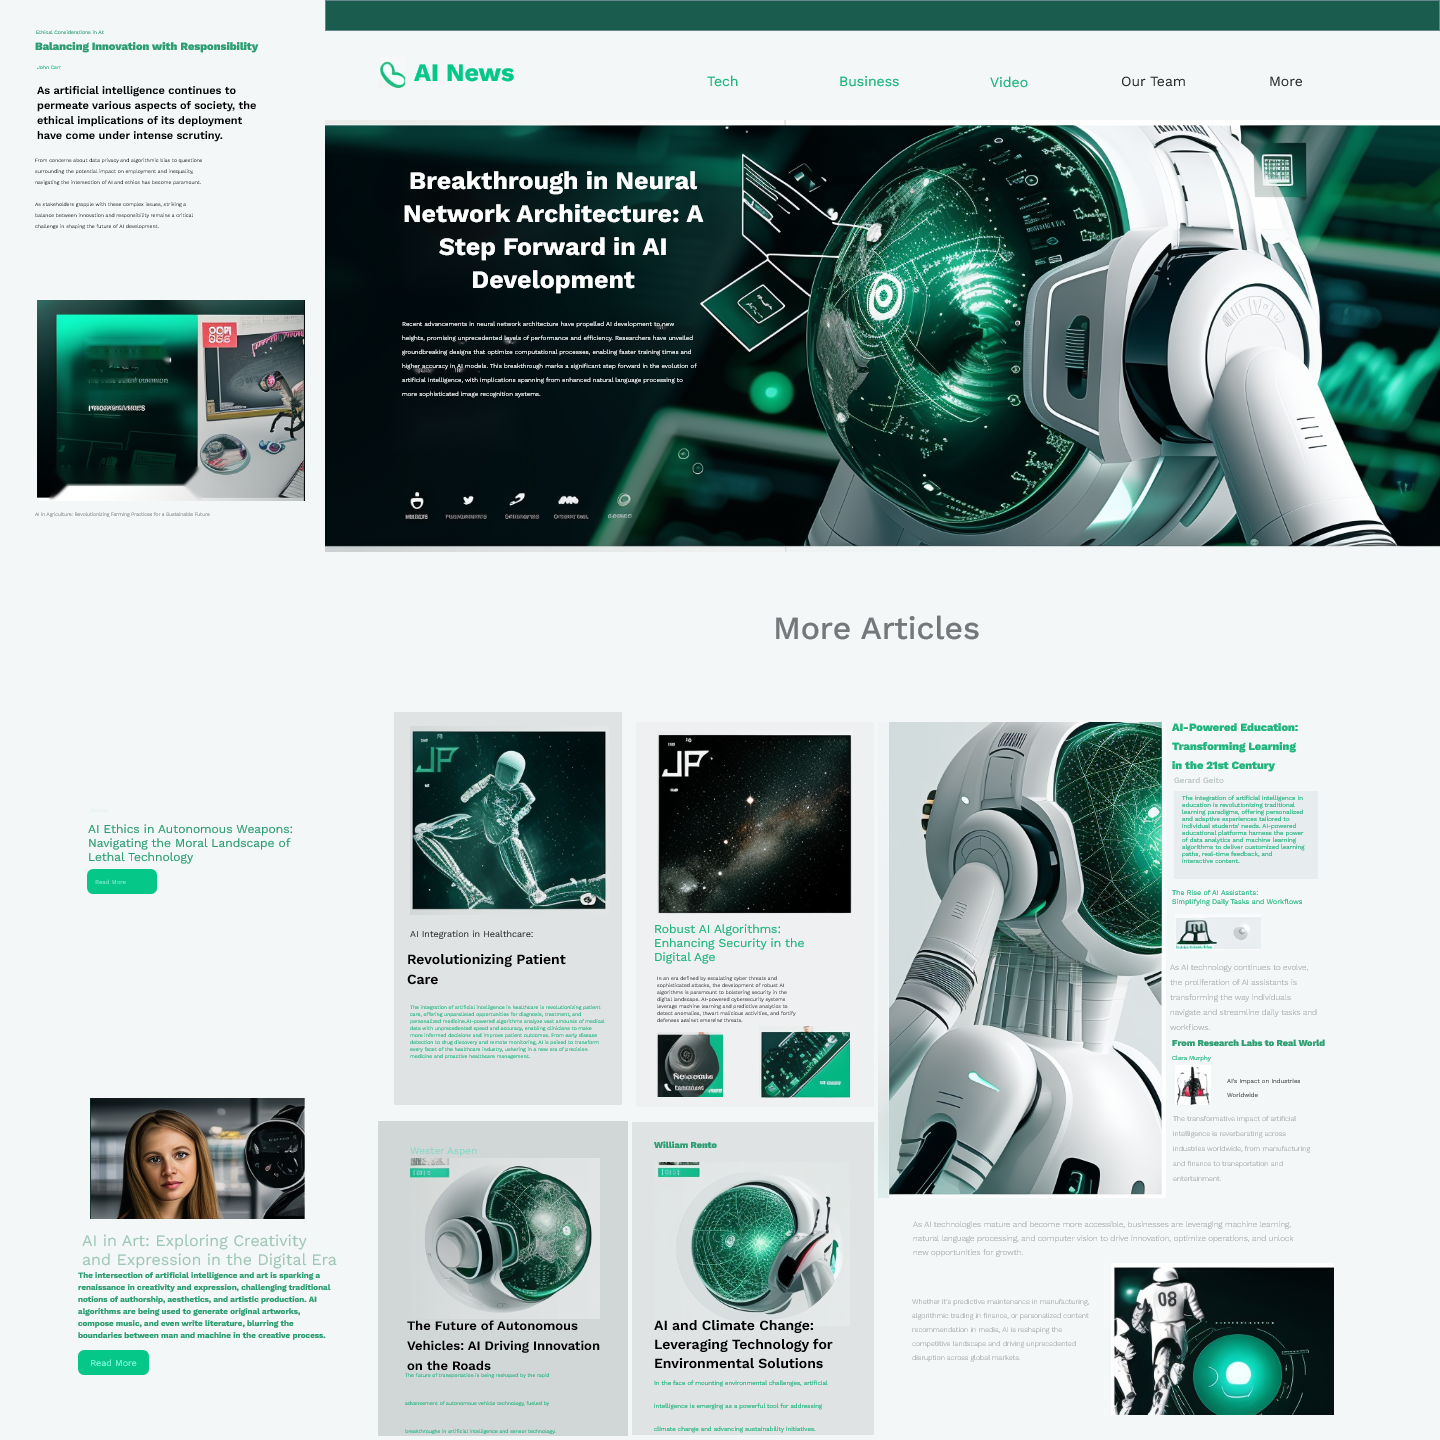 Ethical Considerations in AI:
Balancing Innovation with Responsibility
John Carr
As artificial intelligence continues to
permeate various aspects of society, the
ethical implications of its deployment
have come under intense scrutiny.
From concerns about data privacy and algorithmic bias to questions
surrounding the potential impact on employment and inequality,
navigating the intersection of AI and ethics has become paramount.
As stakeholders grapple with these complex issues, striking a
balance between innovation and responsibility remains a critical
challenge in shaping the future of AI development.
AI in Agriculture: Revolutionizing Farming Practices for a Sustainable Future
AI News
Tech
Business
Video
Our Team
More
Breakthrough in Neural
Network Architecture: A
Step Forward in AI
Development
Recent advancements in neural network architecture have propelled AI development to new
heights, promising unprecedented levels of performance and efficiency. Researchers have unveiled
groundbreaking designs that optimize computational processes, enabling faster training times and
higher accuracy in AI models. This breakthrough marks a significant step forward in the evolution of
artificial intelligence, with implications spanning from enhanced natural language processing to
more sophisticated image recognition systems.
More Articles
AI Ethics in Autonomous Weapons:
Navigating the Moral Landscape of
Lethal Technology
Read More
AI in Art: Exploring Creativity
and Expression in the Digital Era
The intersection of artificial intelligence and art is sparking a
renaissance in creativity and expression, challenging traditional
notions of authorship, aesthetics, and artistic production. AI
algorithms are being used to generate original artworks,
compose music, and even write literature, blurring the
boundaries between man and machine in the creative process.
Read More
JP
AI Integration in Healthcare:
Revolutionizing Patient
Care
The integration of artificial intelligence in healthcare is revolutionizing patient
care, offering unparalleled opportunities for diagnosis, treatment, and
personalized medicine.AI-powered algorithms analyze vast amounts of medical
data with unprecedented speed and accuracy, enabling clinicians to make
more informed decisions and improve patient outcomes. From early disease
detection to drug discovery and remote monitoring, AI is poised to transform
every facet of the healthcare industry, ushering in a new era of precision
medicine and proactive healthcare management.
JP
Robust AI Algorithms:
Enhancing Security in the
Digital Age
In an era defined by escalating cyber threats and
sophisticated attacks, the development of robust AI
algorithms is paramount to bolstering security in the
digital landscape. AI-powered cybersecurity systems
leverage machine learning and predictive analytics to
detect anomalies, thwart malicious activities, and fortify
defenses against emerging threats.
Wester Aspen
The Future of Autonomous
Vehicles: AI Driving Innovation
on the Roads
The future of transportation is being reshaped by the rapid
advancement of autonomous vehicle technology, fueled by
breakthroughs in artificial intelligence and sensor technology.
William Rento
AI and Climate Change:
Leveraging Technology for
Environmental Solutions
In the face of mounting environmental challenges, artificial
intelligence is emerging as a powerful tool for addressing
climate change and advancing sustainability initiatives.
AI-Powered Education:
Transforming Learning
in the 21st Century
Gerard Geito
The integration of artificial intelligence in
education is revolutionizing traditional
learning paradigms, offering personalized
and adaptive experiences tailored to
individual students' needs. AI-powered
educational platforms harness the power
of data analytics and machine learning
algorithms to deliver customized learning
paths, real-time feedback, and
interactive content.
The Rise of AI Assistants:
Simplifying Daily Tasks and Workflows
As AI technology continues to evolve,
the proliferation of AI assistants is
transforming the way individuals
navigate and streamline daily tasks and
workflows.
From Research Labs to Real World
Clara Murphy
AI's Impact on Industries
Worldwide
The transformative impact of artificial
intelligence is reverberating across
industries worldwide, from manufacturing
and finance to transportation and
entertainment.
As AI technologies mature and become more accessible, businesses are leveraging machine learning,
natural language processing, and computer vision to drive innovation, optimize operations, and unlock
new opportunities for growth.
Whether it's predictive maintenance in manufacturing,
algorithmic trading in finance, or personalized content
recommendation in media, AI is reshaping the
competitive landscape and driving unprecedented
disruption across global markets.
08